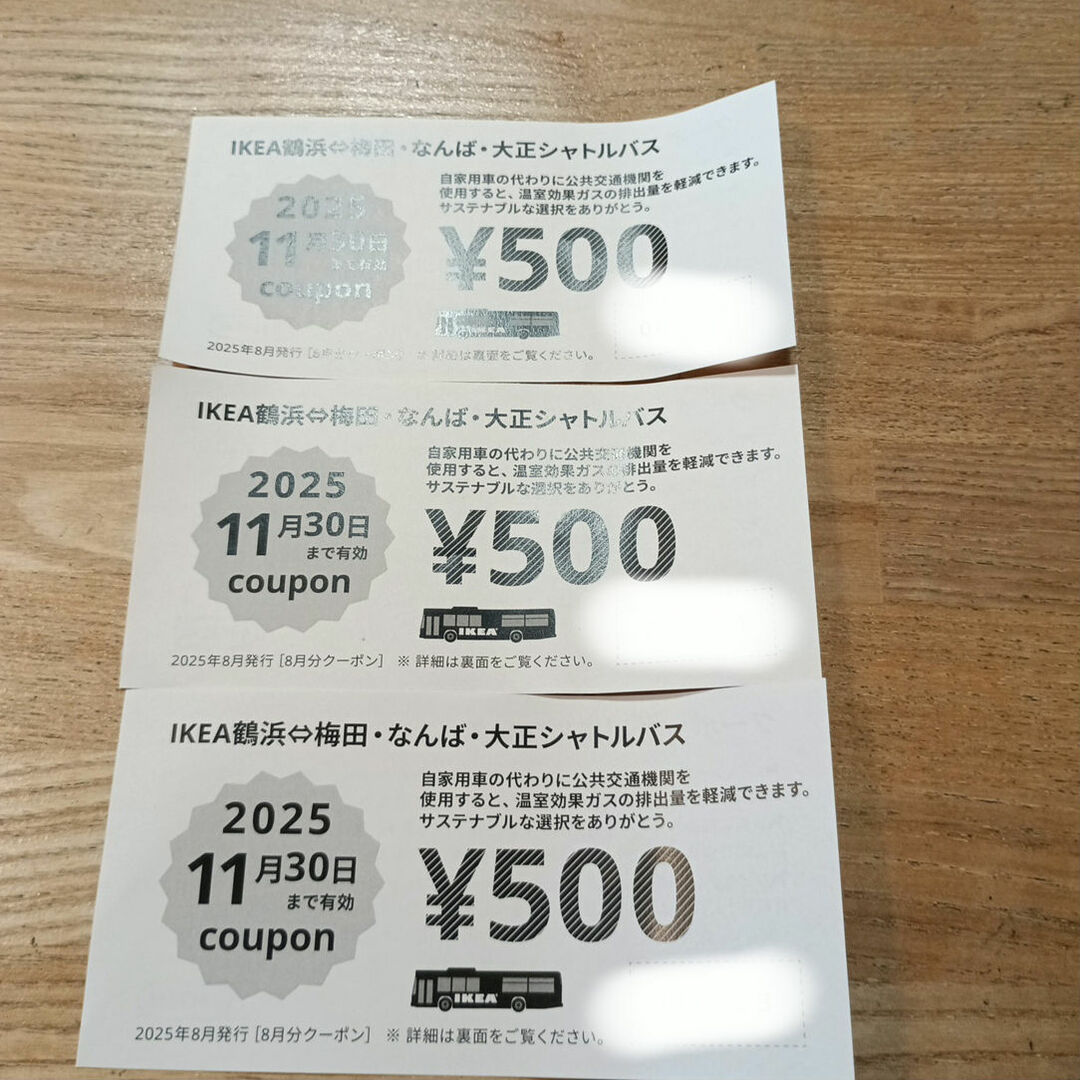 IKEA鶴浜⇔梅田・なんば・大正シャトルバス
自家用車の代わりに公共交通機関を
使用すると、温室効果ガスの排出量を軽減できます。
サステナブルな選択をありがとう。
2025
11月30日
まで有効
coupon
¥500
IKEA
2025年8月発行 [8月分クーポン] ※ 詳細は裏面をご覧ください。
IKEA鶴浜⇔梅田・なんば・大正シャトルバス
自家用車の代わりに公共交通機関を
使用すると、温室効果ガスの排出量を軽減できます。
サステナブルな選択をありがとう。
2025
11月30日
まで有効
coupon
¥500
IKEA
2025年8月発行 [8月分クーポン] ※ 詳細は裏面をご覧ください。
IKEA鶴浜⇔梅田・なんば・大正シャトルバス
自家用車の代わりに公共交通機関を
使用すると、温室効果ガスの排出量を軽減できます。
サステナブルな選択をありがとう。
2025
11月30日
まで有効
coupon
¥500
IKEA
2025年8月発行 [8月分クーポン] ※ 詳細は裏面をご覧ください。